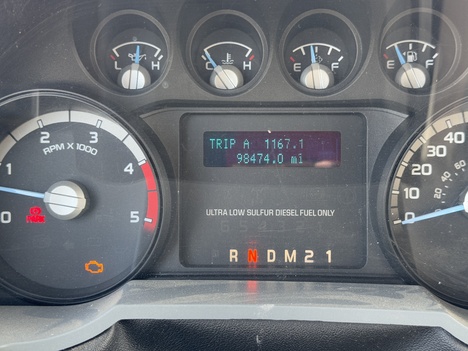 L H
C H
E F
E F
TRIP A 1167.1
98474.0 mi
0 1 2 3 4 5
RPM X 1000
PARK
ULTRA LOW SULFUR DIESEL FUEL ONLY
R N D M 2 1
0 10 20 30 40